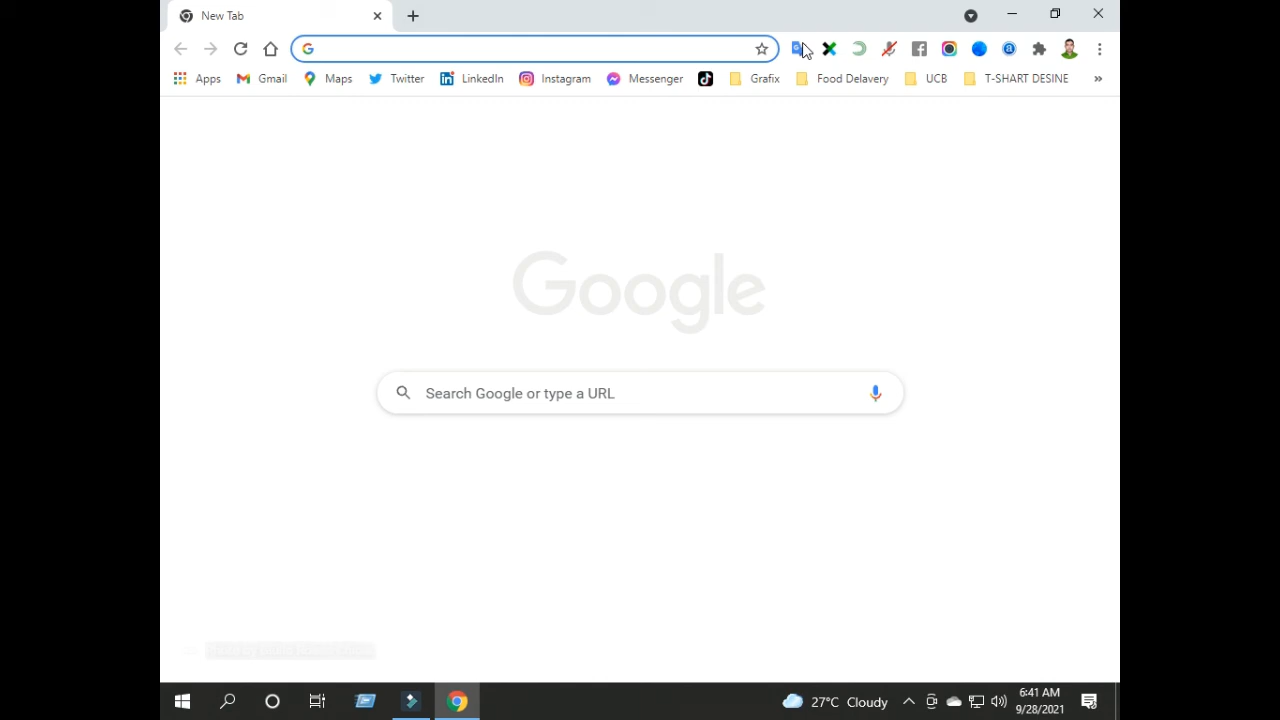 New Tab
Apps Gmail Maps Twitter LinkedIn Instagram Messenger Grafix Food Delavery UCB T-SHART DESINE »
Google
Search Google or type a URL
27°C Cloudy
6:41 AM
9/28/2021